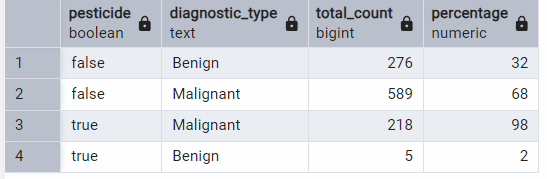 pesticide diagnostic_type total_count percentage
boolean text bigint numeric
1 false Benign 276 32
2 false Malignant 589 68
3 true Malignant 218 98
4 true Benign 5 2